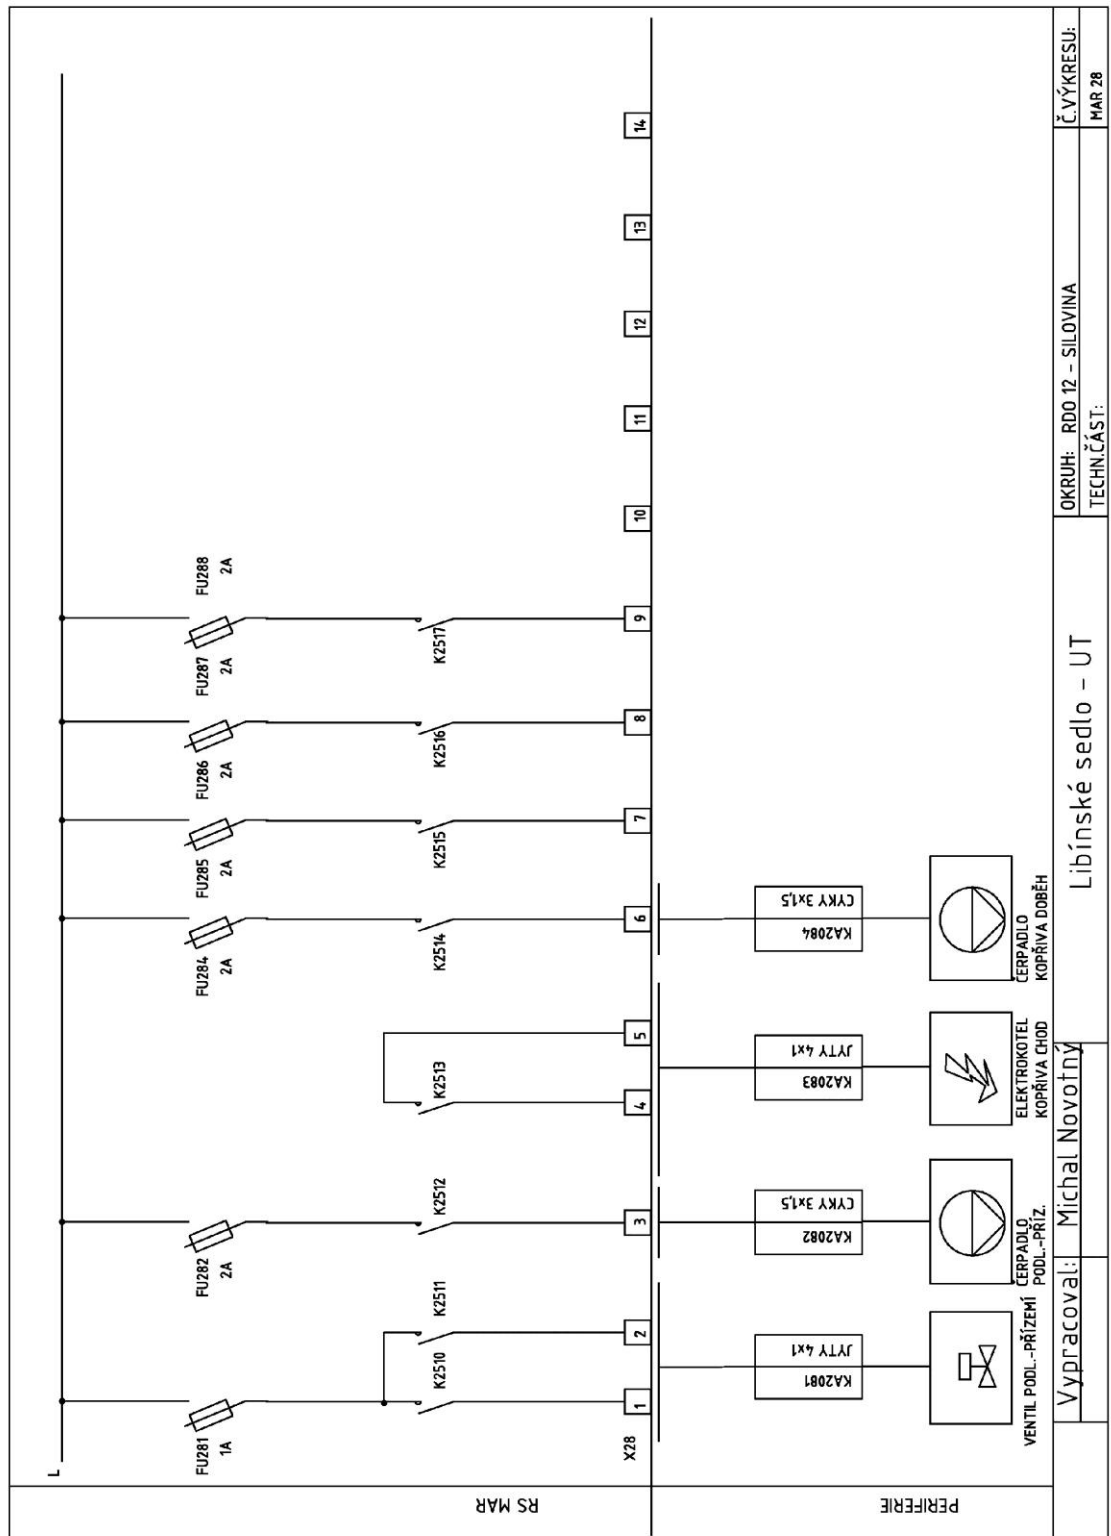 L
FU281
1A
FU282
2A
FU284
2A
FU285
2A
FU286
2A
FU287
2A
FU288
2A
K2510
K2511
K2512
K2513
K2514
K2515
K2516
K2517
RS MAR
X28
1
2
3
4
5
6
7
8
9
10
11
12
13
14
PERIFERIE
KA2081
JYTY 4x1
KA2082
CYKY 3x1,5
KA2083
JYTY 4x1
KA2084
CYKY 3x1,5
VENTIL PODL.-PŘÍZEMÍ
ČERPADLO
PODL.-PŘÍZ.
ELEKTROKOTEL
KOPŘIVA CHOD
ČERPADLO
KOPŘIVA DOBĚH
Vypracoval:
Michal Novotný
Libínské sedlo - UT
OKRUH: RDO 12 - SILOVINA
TECHN.ČÁST:
Č.VÝKRESU:
MAR 28